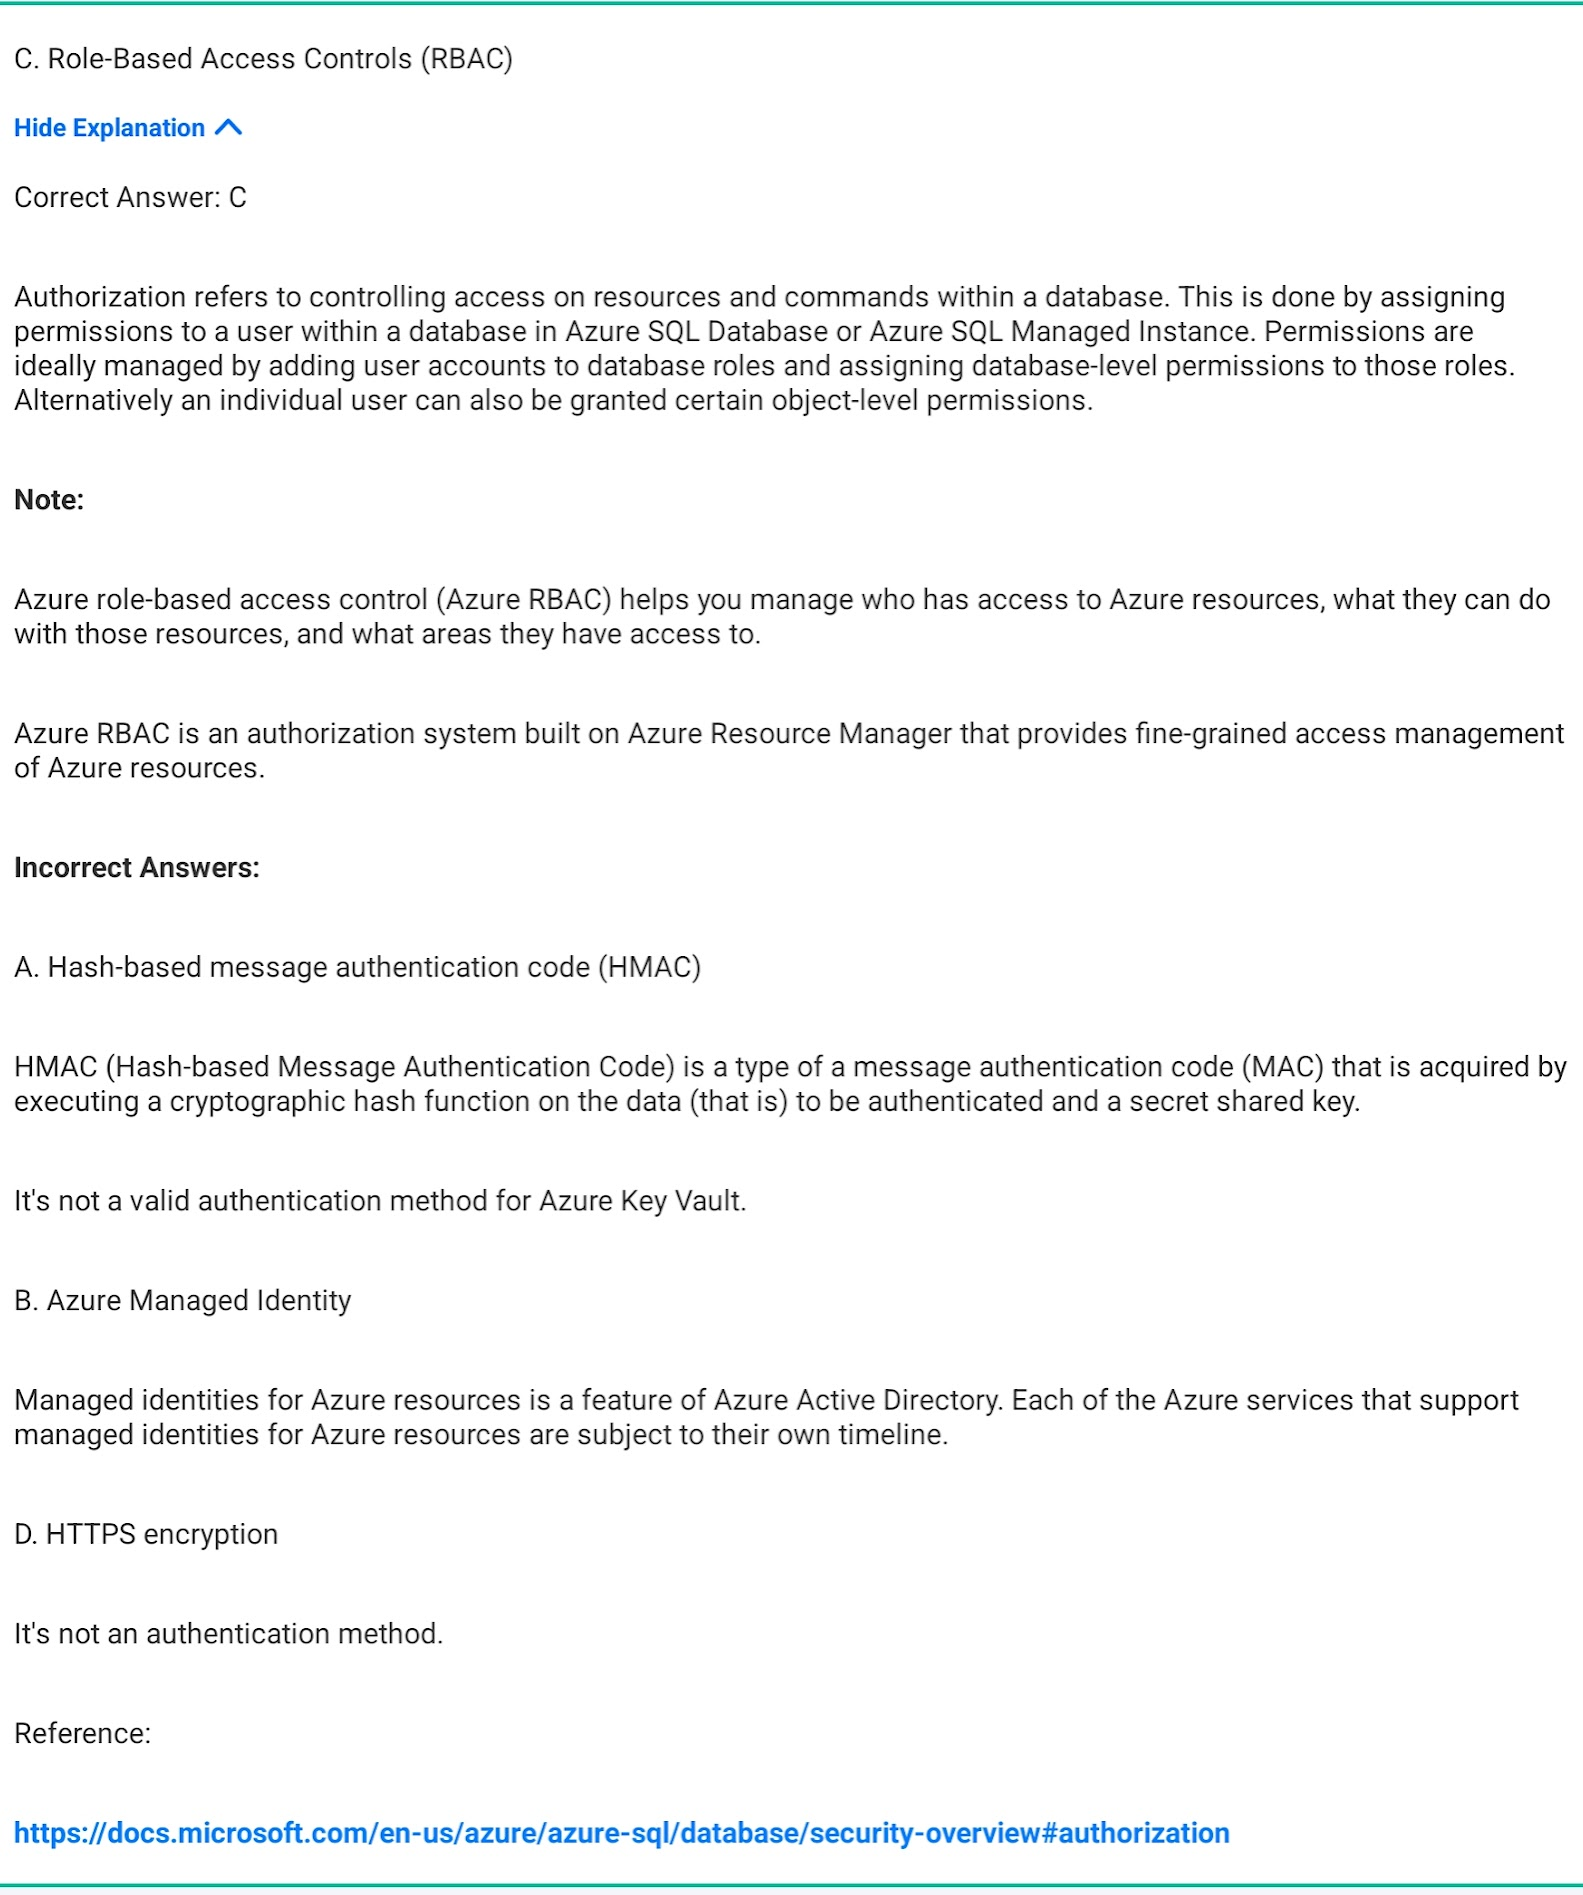 C. Role-Based Access Controls (RBAC)
Hide Explanation
Correct Answer: C
Authorization refers to controlling access on resources and commands within a database. This is done by assigning
permissions to a user within a database in Azure SQL Database or Azure SQL Managed Instance. Permissions are
ideally managed by adding user accounts to database roles and assigning database-level permissions to those roles.
Alternatively an individual user can also be granted certain object-level permissions.
Note:
Azure role-based access control (Azure RBAC) helps you manage who has access to Azure resources, what they can do
with those resources, and what areas they have access to.
Azure RBAC is an authorization system built on Azure Resource Manager that provides fine-grained access management
of Azure resources.
Incorrect Answers:
A. Hash-based message authentication code (HMAC)
HMAC (Hash-based Message Authentication Code) is a type of a message authentication code (MAC) that is acquired by
executing a cryptographic hash function on the data (that is) to be authenticated and a secret shared key.
It's not a valid authentication method for Azure Key Vault.
B. Azure Managed Identity
Managed identities for Azure resources is a feature of Azure Active Directory. Each of the Azure services that support
managed identities for Azure resources are subject to their own timeline.
D. HTTPS encryption
It's not an authentication method.
Reference:
https://docs.microsoft.com/en-us/azure/azure-sql/database/security-overview#authorization